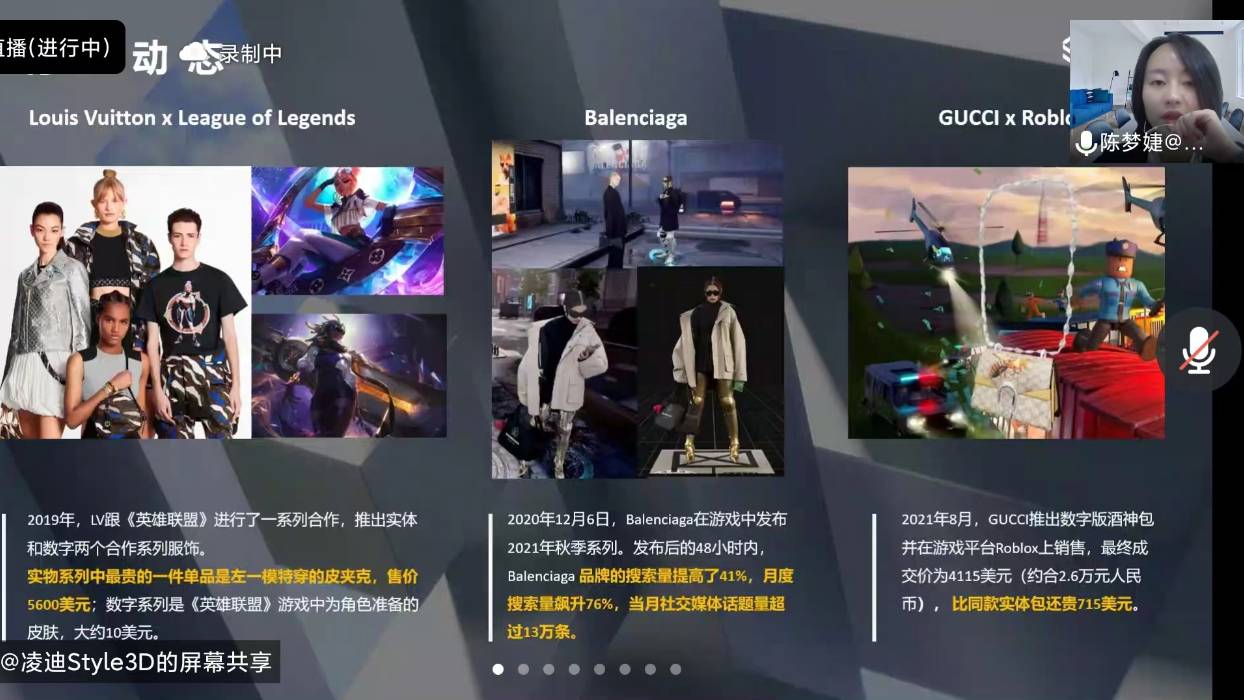 直播(进行中)
动态
录制中
Louis Vuitton x League of Legends
Balenciaga
GUCCI x Roblo
陈梦婕@...
2019年，LV跟《英雄联盟》进行了一系列合作，推出实体
和数字两个合作系列服饰。
实物系列中最贵的一件单品是左一模特穿的皮夹克，售价
5600美元；数字系列是《英雄联盟》游戏中为角色准备的
皮肤，大约10美元。
2020年12月6日，Balenciaga在游戏中发布
2021年秋季系列。发布后的48小时内，
Balenciaga 品牌的搜索量提高了41%，月度
搜索量飙升76%，当月社交媒体话题量超
过13万条。
2021年8月，GUCCI推出数字版酒神包
并在游戏平台Roblox上销售，最终成
交价为4115美元（约合2.6万元人民
币），比同款实体包还贵715美元。
@凌迪Style3D的屏幕共享